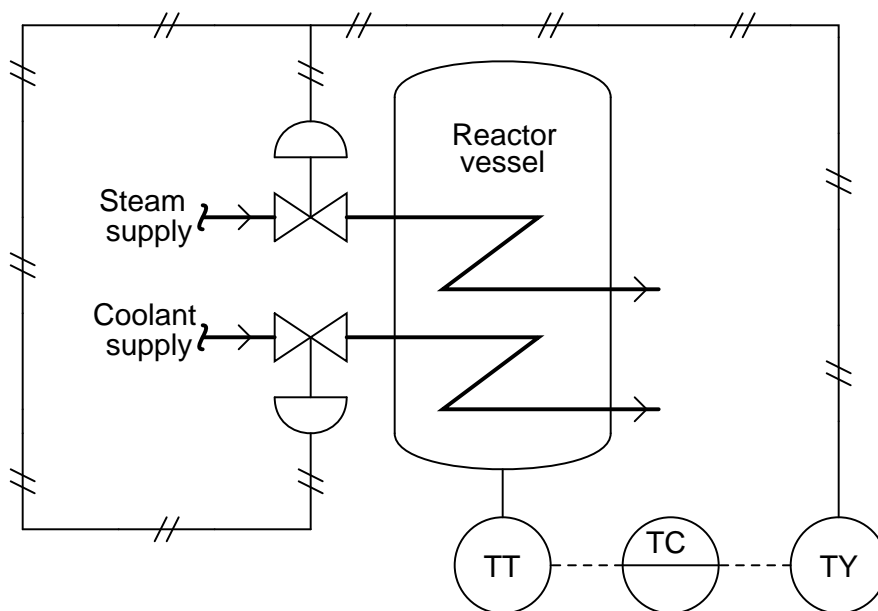 Reactor
vessel
Steam
supply
Coolant
supply
TT
TC
TY